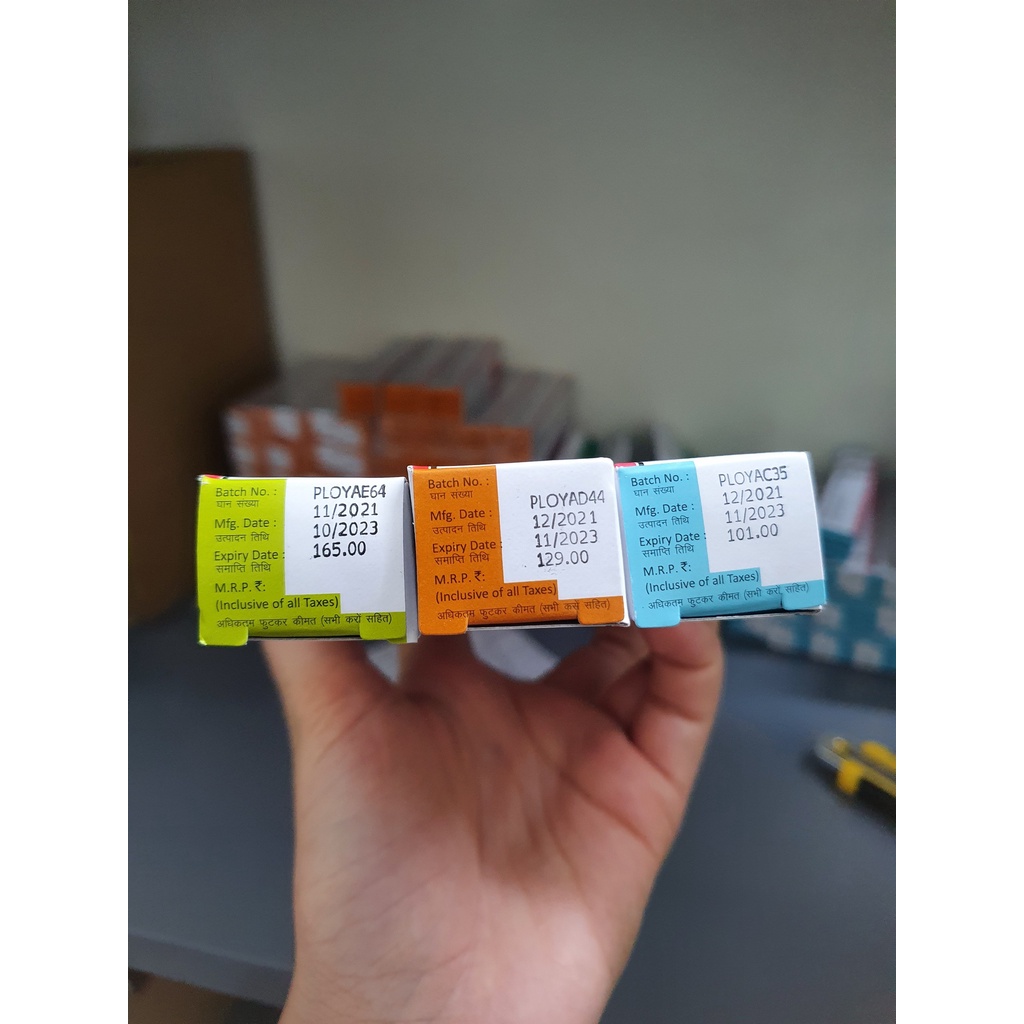 Batch No. :
घान संख्या
Mfg. Date :
उत्पादन तिथि
Expiry Date :
समाप्ति तिथि
M.R.P. ₹:
(Inclusive of all Taxes)
अधिकतम फुटकर कीमत (सभी करों सहित)
PLOYAE64
11/2021
10/2023
165.00
Batch No. :
घान संख्या
Mfg. Date :
उत्पादन तिथि
Expiry Date :
समाप्ति तिथि
M.R.P. ₹:
(Inclusive of all Taxes)
अधिकतम फुटकर कीमत (सभी करों सहित)
PLOYAD44
12/2021
11/2023
129.00
Batch No. :
घान संख्या
Mfg. Date :
उत्पादन तिथि
Expiry Date :
समाप्ति तिथि
M.R.P. ₹:
(Inclusive of all Taxes)
अधिकतम फुटकर कीमत (सभी करों सहित)
PLOYAC35
12/2021
11/2023
101.00